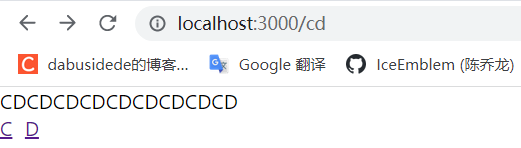 localhost:3000/cd
C dabusidede的博客... Google 翻译 IceEmblem (陈乔龙)
CDCDCDCDCDCDCDCDCD
C D